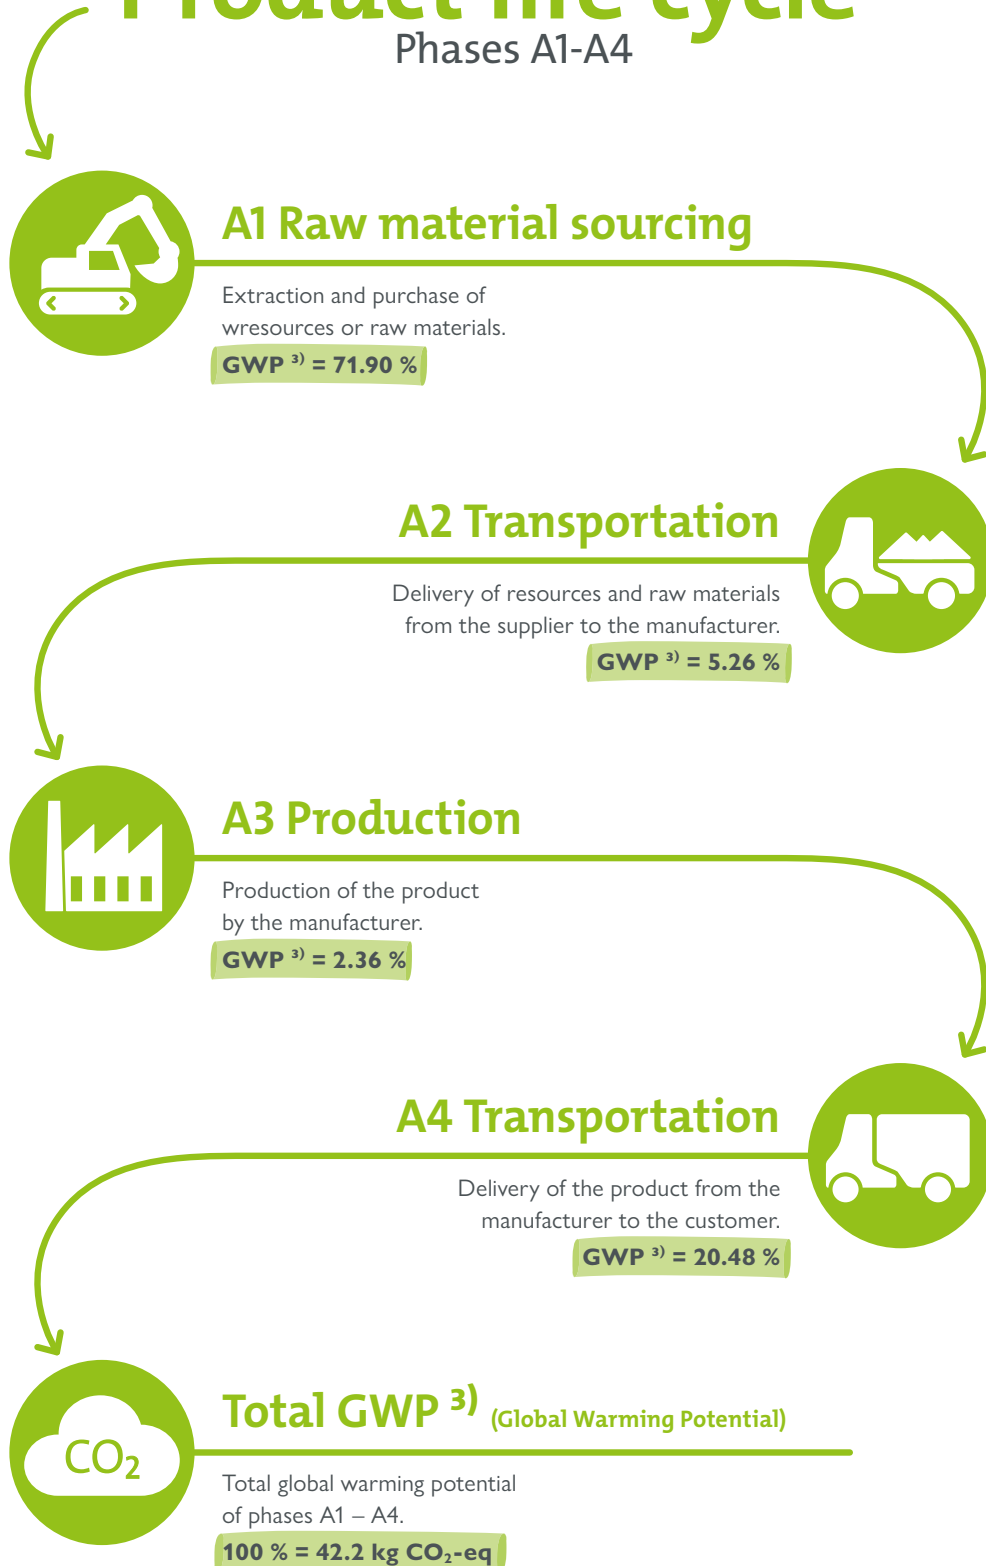 Product life cycle
Phases A1-A4
A1 Raw material sourcing
Extraction and purchase of
wresources or raw materials.
GWP ³⁾ = 71.90 %
A2 Transportation
Delivery of resources and raw materials
from the supplier to the manufacturer.
GWP ³⁾ = 5.26 %
A3 Production
Production of the product
by the manufacturer.
GWP ³⁾ = 2.36 %
A4 Transportation
Delivery of the product from the
manufacturer to the customer.
GWP ³⁾ = 20.48 %
CO₂
Total GWP ³⁾ (Global Warming Potential)
Total global warming potential
of phases A1 – A4.
100 % = 42.2 kg CO₂-eq